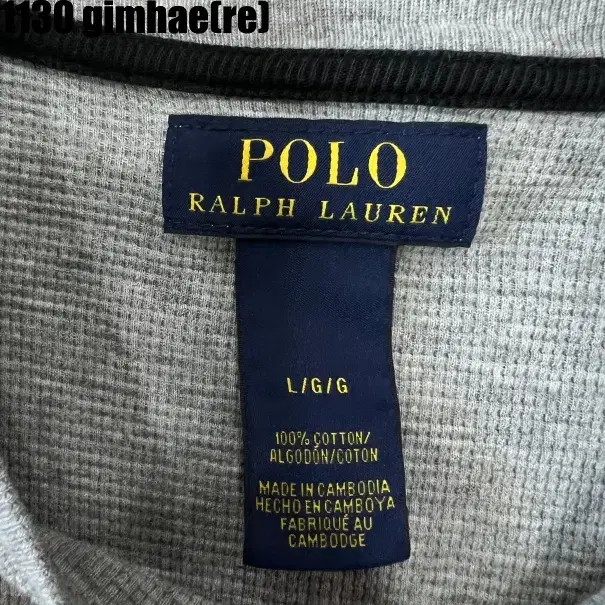 1130 gimhae(re)
POLO
RALPH LAUREN
L/G/G
100% COTTON/
ALGODÓN/COTON
MADE IN CAMBODIA
HECHO EN CAMBOYA
FABRIQUÉ AU
CAMBODGE